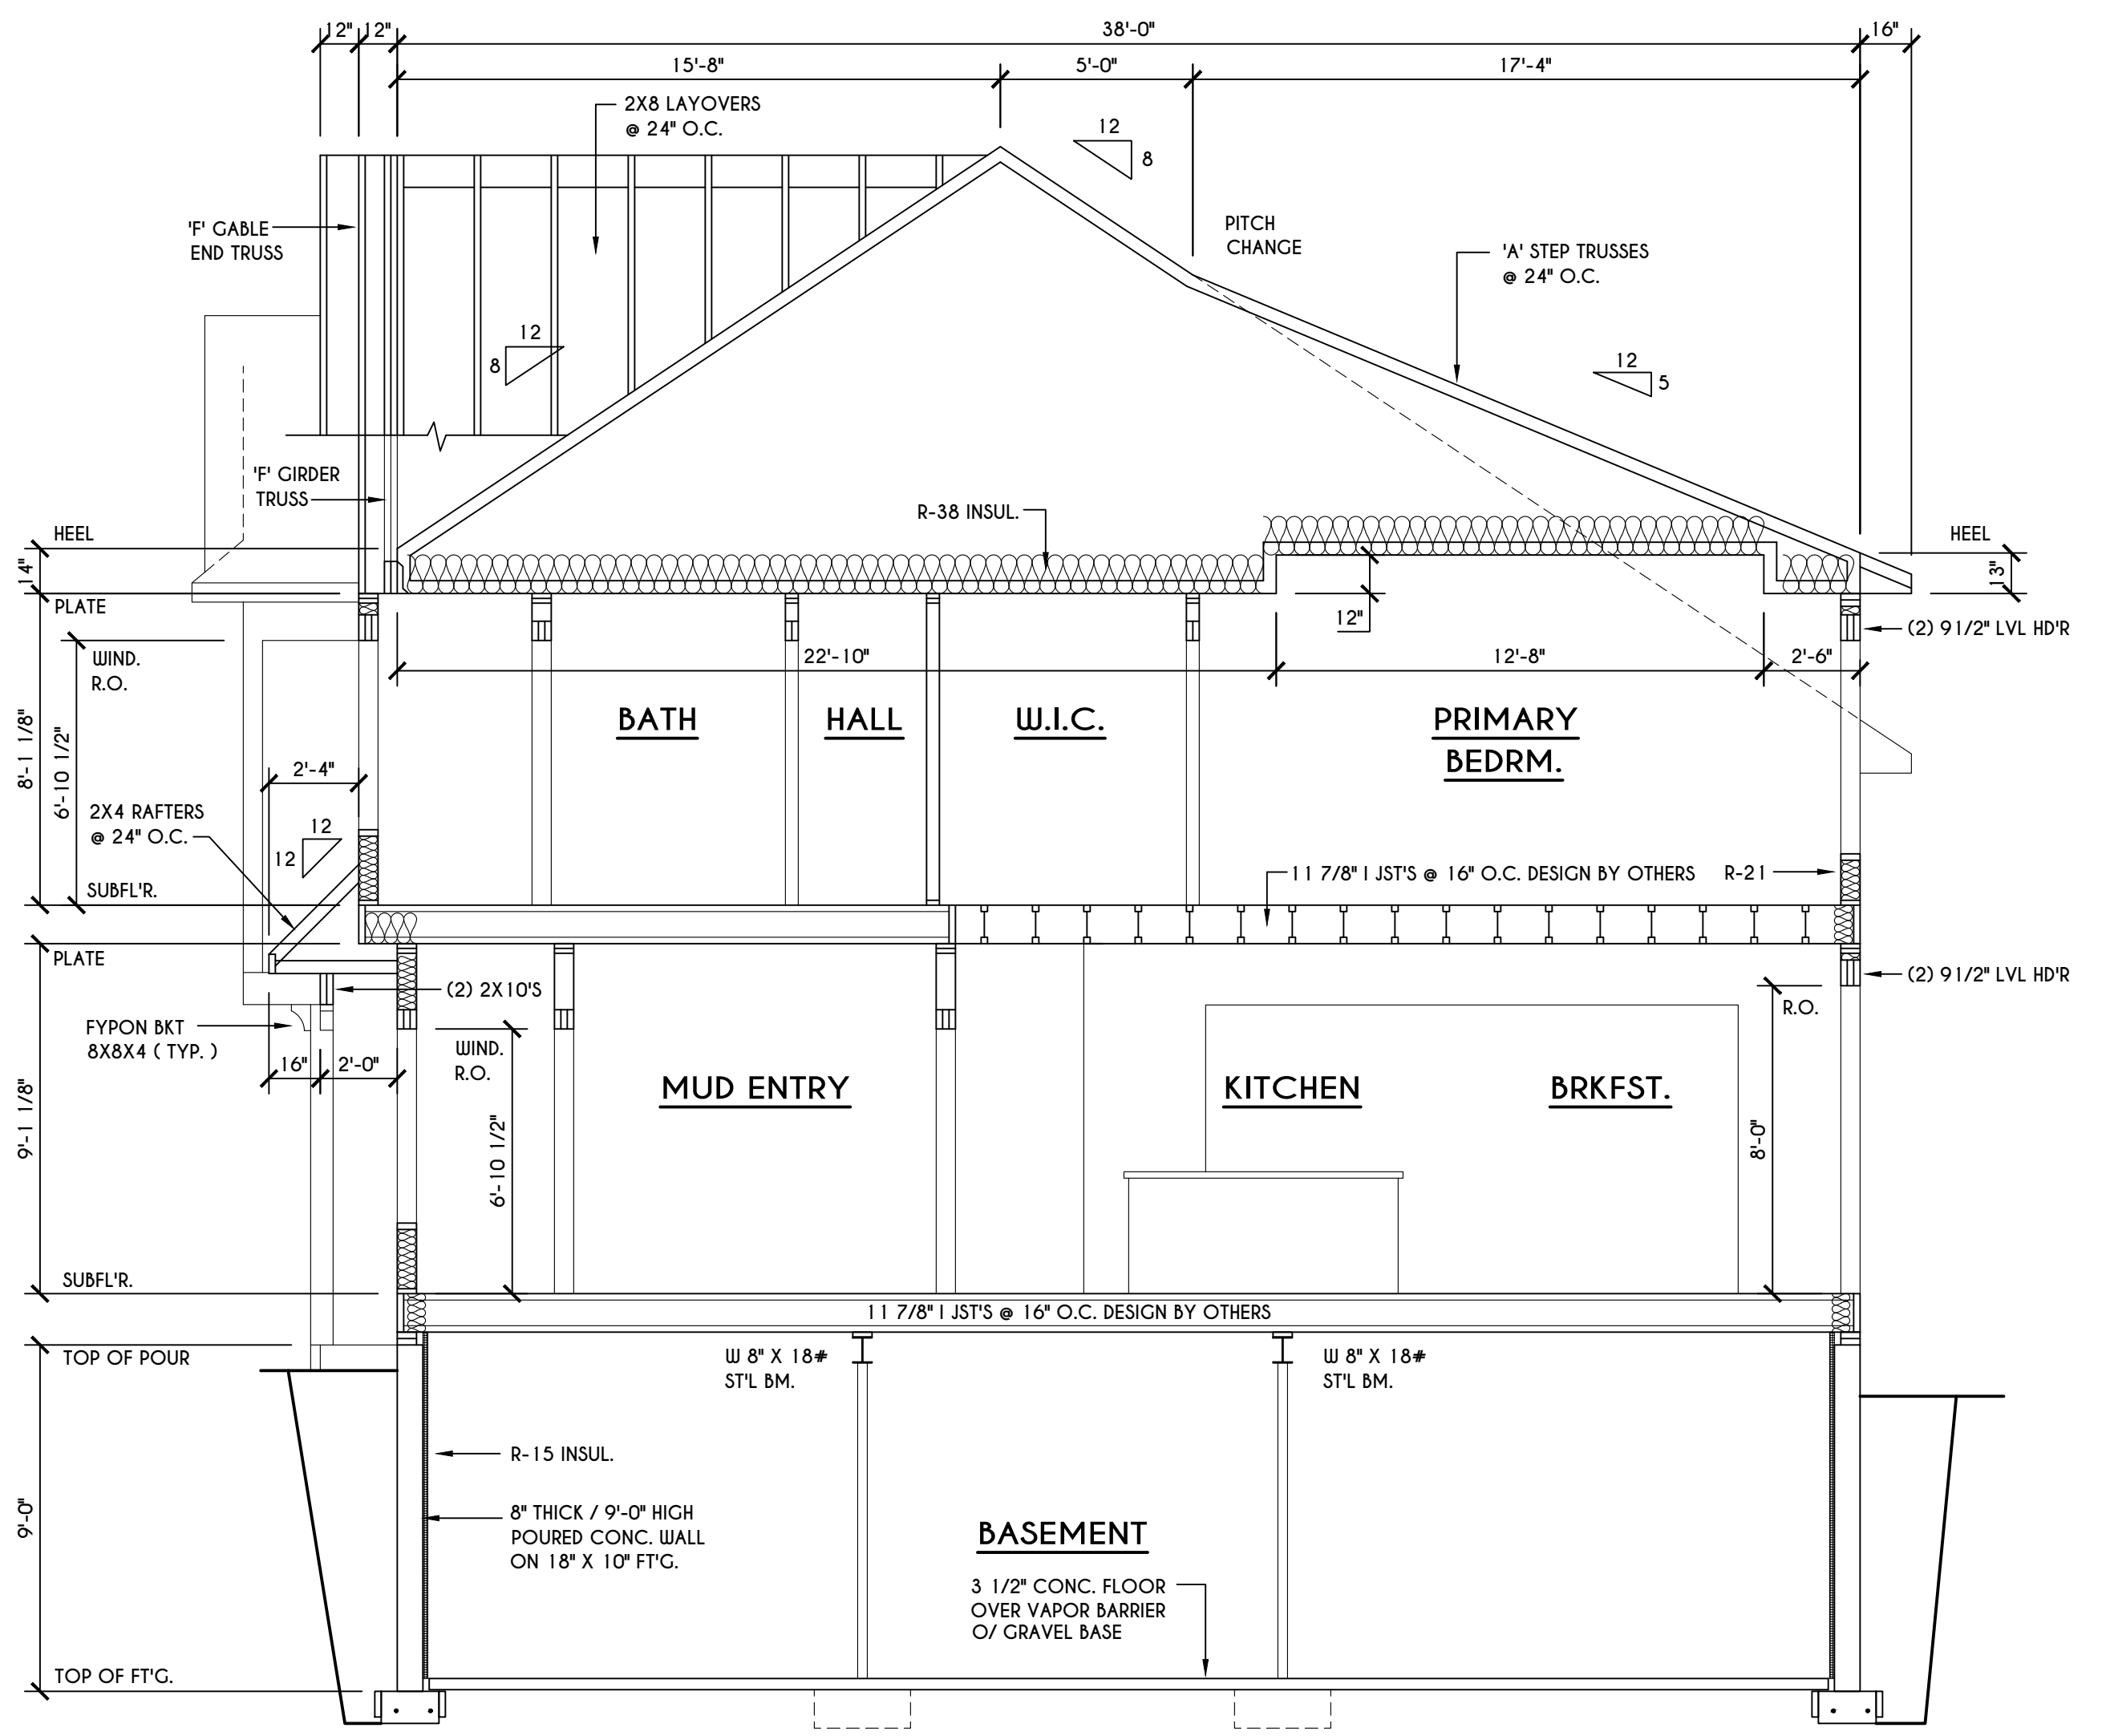 12" 12" 38'-0" 16"
15'-8" 5'-0" 17'-4"
2X8 LAYOVERS
@ 24" O.C.
12
8
'F' GABLE
END TRUSS
PITCH
CHANGE
'A' STEP TRUSSES
@ 24" O.C.
12
8
12
5
'F' GIRDER
TRUSS
R-38 INSUL.
HEEL
HEEL
14"
13"
PLATE
12"
(2) 9 1/2" LVL HD'R
WIND.
R.O.
22'-10" 12'-8" 2'-6"
BATH
HALL
W.I.C.
PRIMARY
BEDRM.
8'-1 1/8"
6'-10 1/2"
2'-4"
2X4 RAFTERS
@ 24" O.C.
12
12
11 7/8" I JST'S @ 16" O.C. DESIGN BY OTHERS
R-21
SUBFL'R.
PLATE
(2) 2X10'S
(2) 9 1/2" LVL HD'R
R.O.
FYPON BKT
8X8X4 ( TYP. )
16" 2'-0"
WIND.
R.O.
MUD ENTRY
KITCHEN
BRKFST.
9'-1 1/8"
6'-10 1/2"
8'-0"
SUBFL'R.
11 7/8" I JST'S @ 16" O.C. DESIGN BY OTHERS
TOP OF POUR
W 8" X 18#
ST'L BM.
W 8" X 18#
ST'L BM.
R-15 INSUL.
8" THICK / 9'-0" HIGH
POURED CONC. WALL
ON 18" X 10" FT'G.
9'-0"
BASEMENT
3 1/2" CONC. FLOOR
OVER VAPOR BARRIER
O/ GRAVEL BASE
TOP OF FT'G.